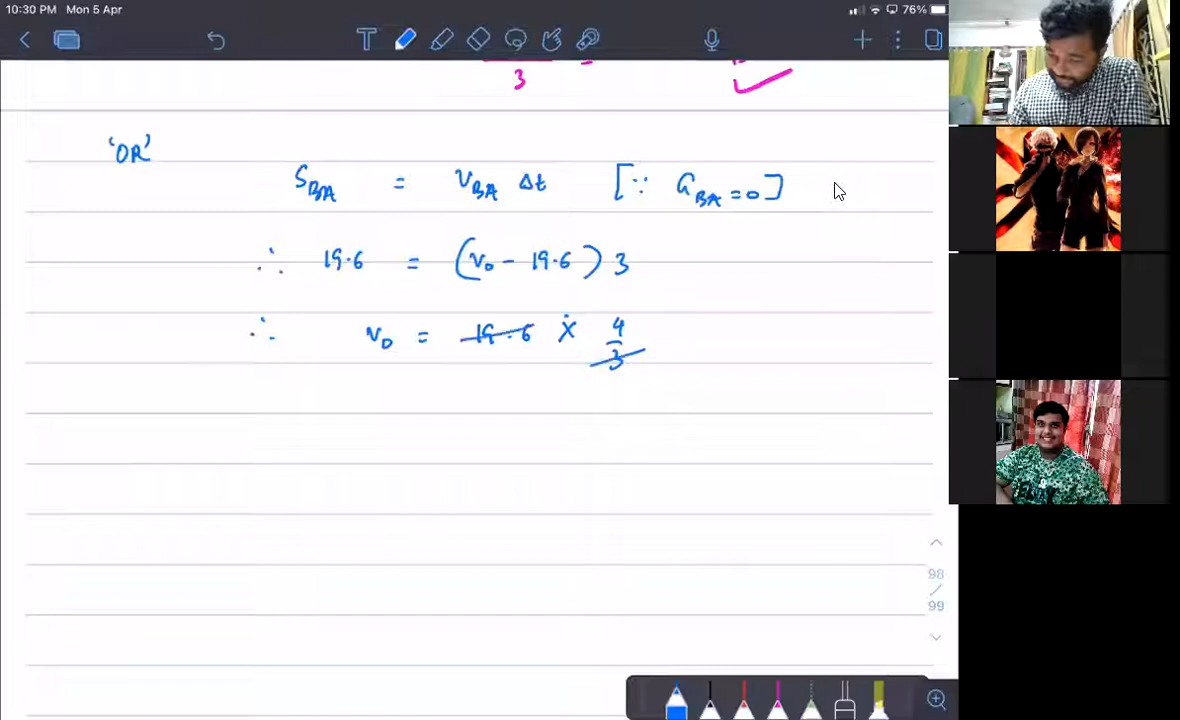 10:30 PM Mon 5 Apr 76%
3
'OR'
S_BA = V_BA Δt [∵ a_BA = 0]
∴ 19.6 = (v₀ - 19.6) 3
∴ v₀ = 19.6 × 4/3
98
/
99